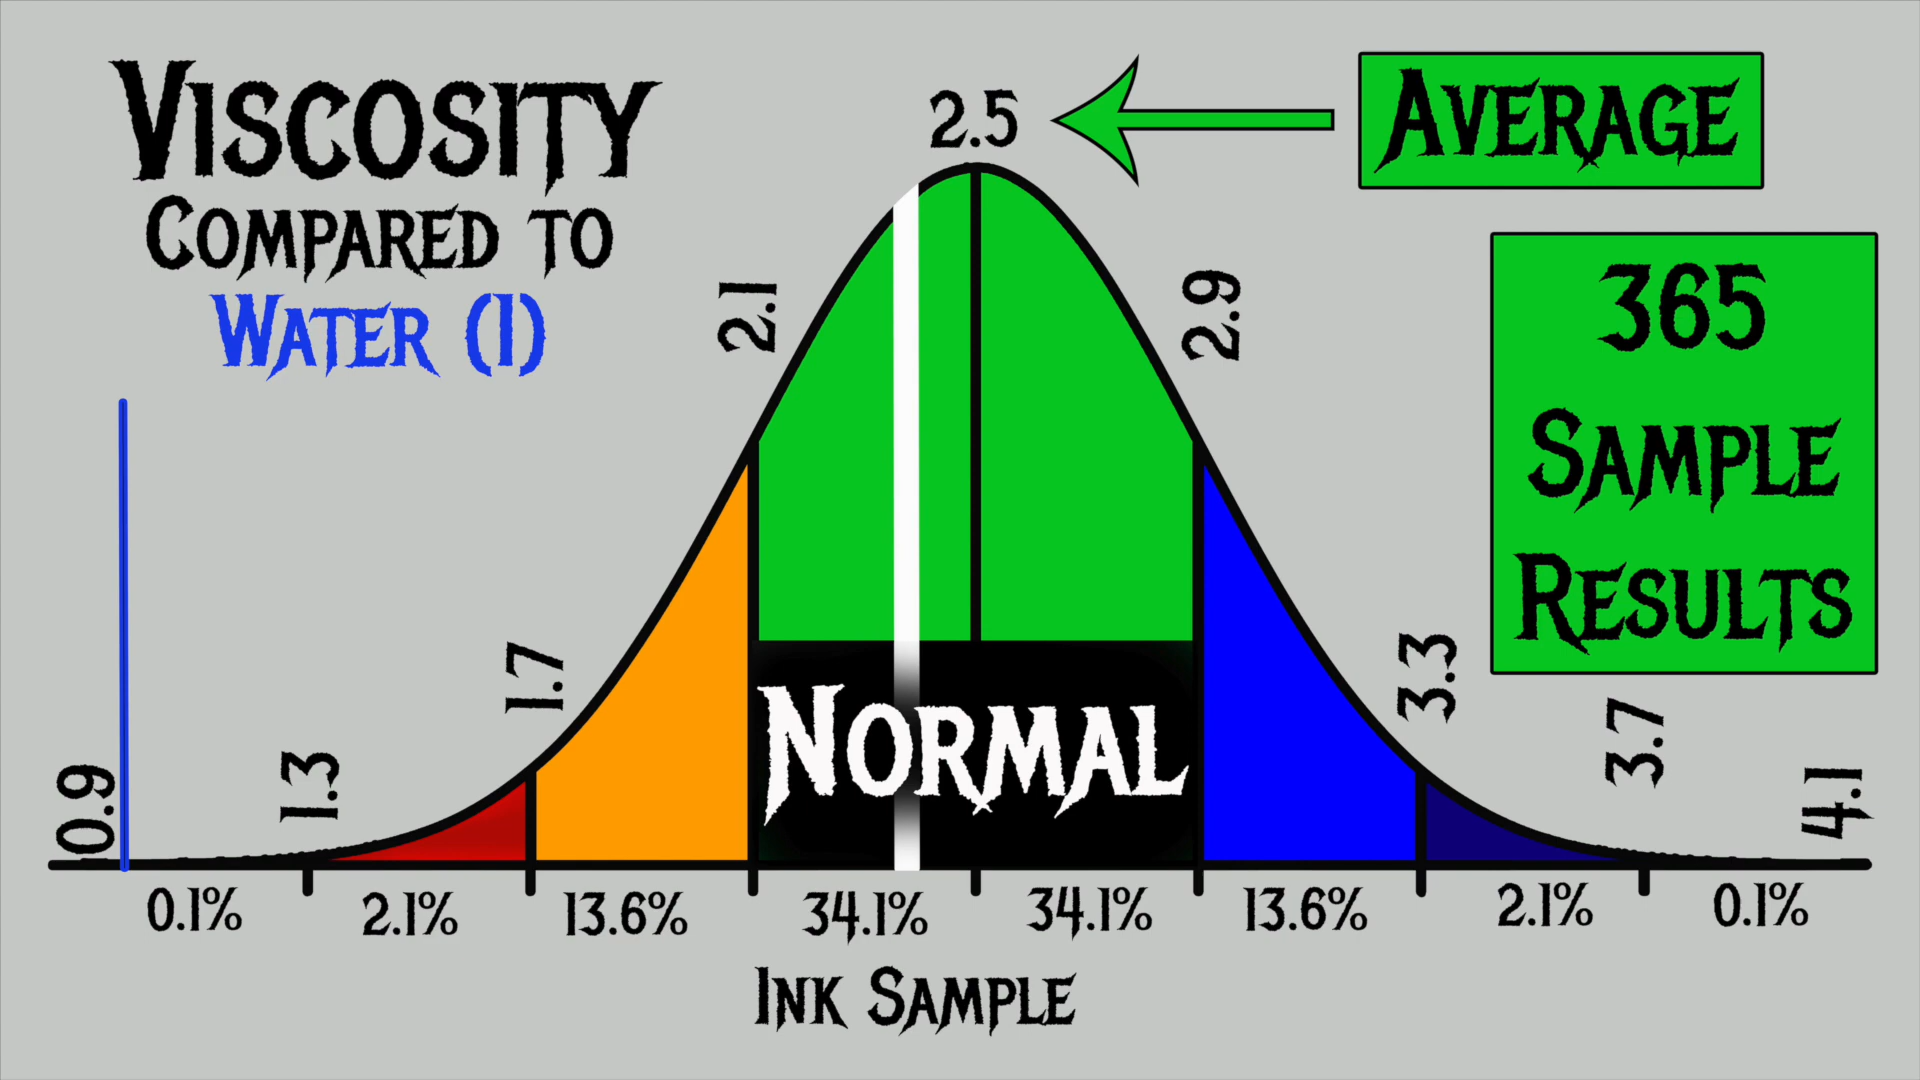 Viscosity
Compared to
Water (1)
2.5
Average
365
Sample
Results
2.1
2.9
1.7
3.3
3.7
1.3
0.9
4.1
Normal
0.1% 2.1% 13.6% 34.1% 34.1% 13.6% 2.1% 0.1%
Ink Sample